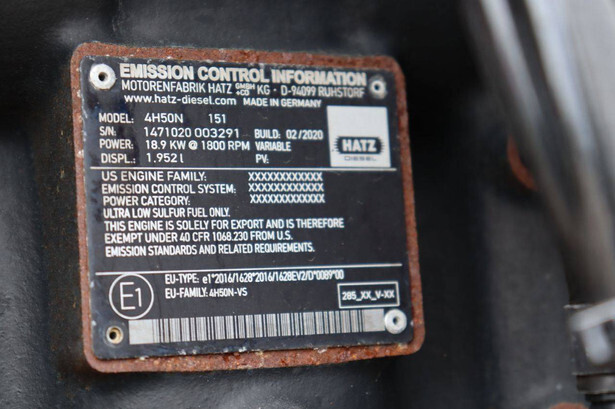 EMISSION CONTROL INFORMATION
MOTORENFABRIK HATZ GMBH +CO KG · D-94099 RUHSTORF
www.hatz-diesel.com MADE IN GERMANY
MODEL: 4H50N 151
S/N: 1471020 003291 BUILD: 02/2020
POWER: 18.9 KW @ 1800 RPM VARIABLE
DISPL.: 1.952 l PV:
HATZ
DIESEL
US ENGINE FAMILY: XXXXXXXXXXXX
EMISSION CONTROL SYSTEM: XXXXXXXXXXXX
POWER CATEGORY: XXXXXXXXXXXX
ULTRA LOW SULFUR FUEL ONLY.
THIS ENGINE IS SOLELY FOR EXPORT AND IS THEREFORE
EXEMPT UNDER 40 CFR 1068.230 FROM U.S.
EMISSION STANDARDS AND RELATED REQUIREMENTS.
E1
EU-TYPE: e1*2016/1628*2016/1628EV2/D*0089*00
EU-FAMILY: 4H50N-VS
285_XX_V-XX